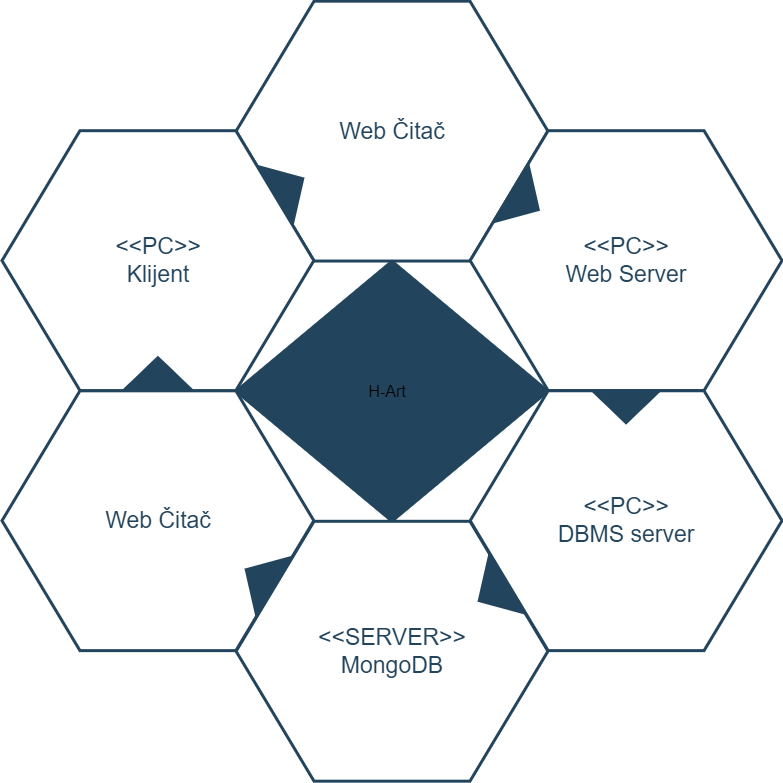 Web Čitač
<<PC>>
Klijent
<<PC>>
Web Server
H-Art
Web Čitač
<<PC>>
DBMS server
<<SERVER>>
MongoDB